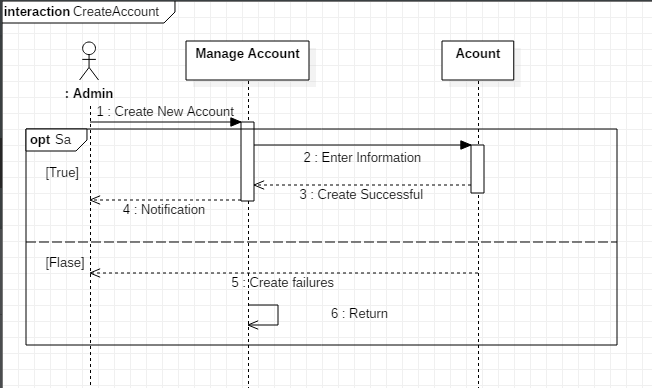 interaction CreateAccount
Manage Account
Acount
: Admin
1 : Create New Account
opt Sa
2 : Enter Information
[True]
3 : Create Successful
4 : Notification
[Flase]
5 : Create failures
6 : Return